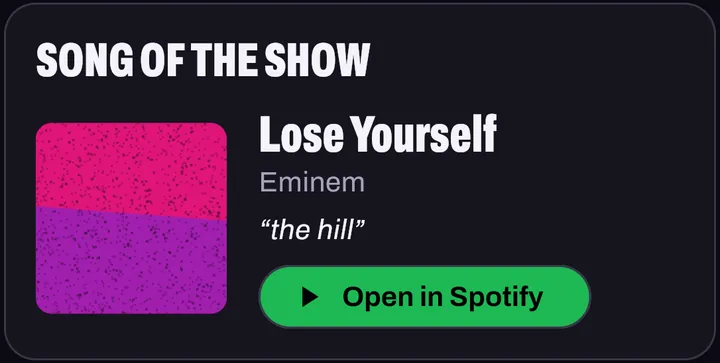 SONG OF THE SHOW
Lose Yourself
Eminem
“the hill”
Open in Spotify